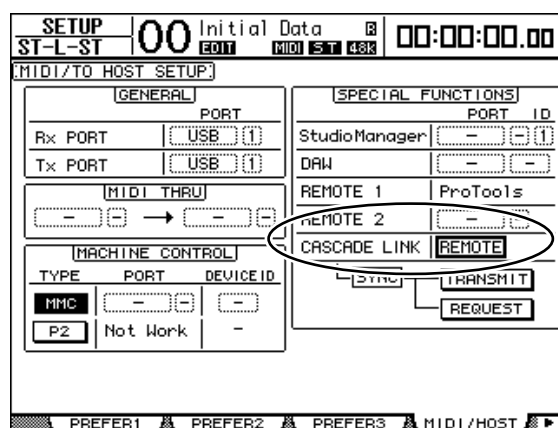 SETUP
ST-L-ST
00 Initial Data R
EDIT MIDI ST 48K
00:00:00.00
MIDI/TO HOST SETUP
GENERAL
PORT
Rx PORT USB 1
Tx PORT USB 1
MIDI THRU
- - → - -
MACHINE CONTROL
TYPE PORT DEVICE ID
MMC - - -
P2 Not Work -
SPECIAL FUNCTIONS
PORT ID
StudioManager - - 1
DAW - -
REMOTE 1 ProTools
REMOTE 2 - -
CASCADE LINK REMOTE
SYNC TRANSMIT
REQUEST
PREFER1 PREFER2 PREFER3 MIDI/HOST